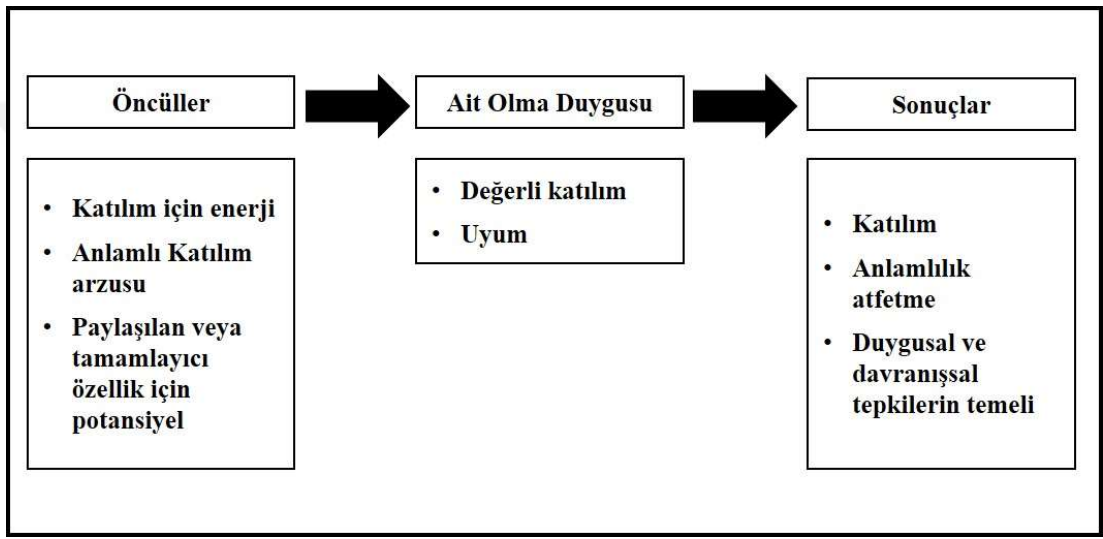 Öncüller
Ait Olma Duygusu
Sonuçlar
• Katılım için enerji
• Anlamlı Katılım
arzusu
• Paylaşılan veya
tamamlayıcı
özellik için
potansiyel
• Değerli katılım
• Uyum
• Katılım
• Anlamlılık
atfetme
• Duygusal ve
davranışsal
tepkilerin temeli